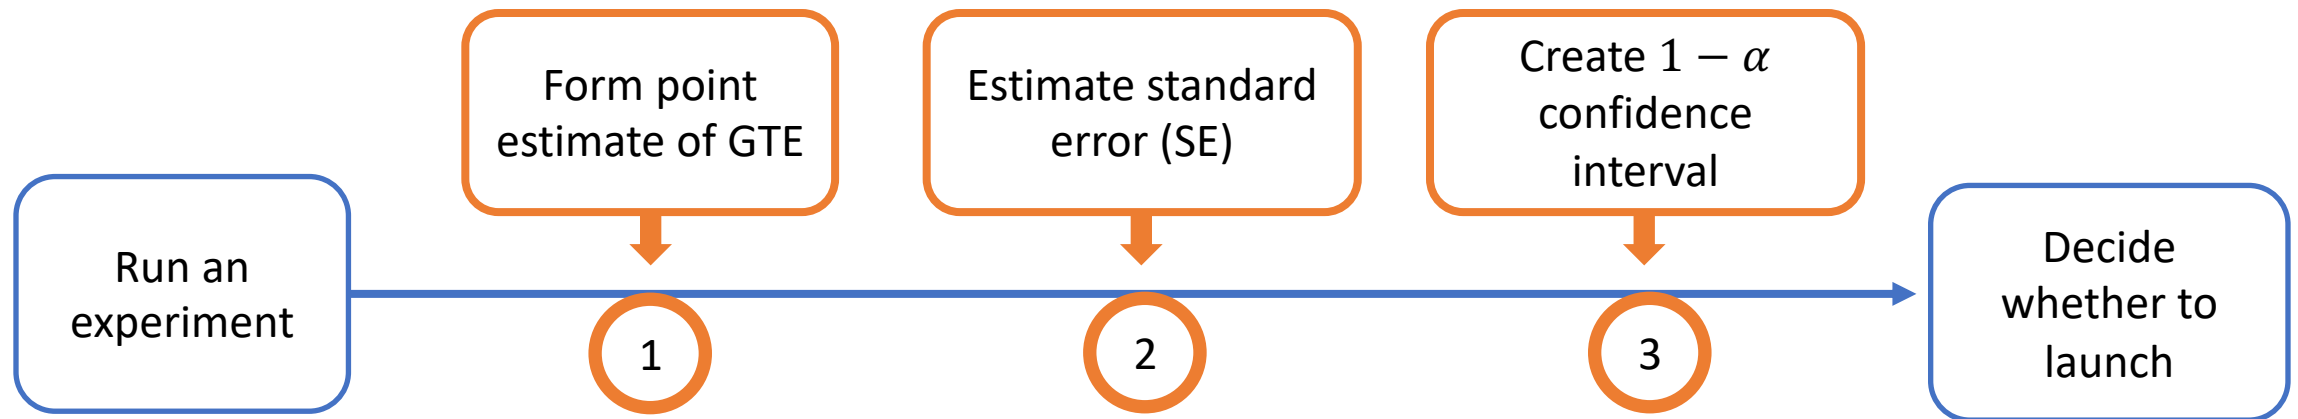 Run an
experiment
Form point
estimate of GTE
1
Estimate standard
error (SE)
2
Create 1 − α
confidence
interval
3
Decide
whether to
launch